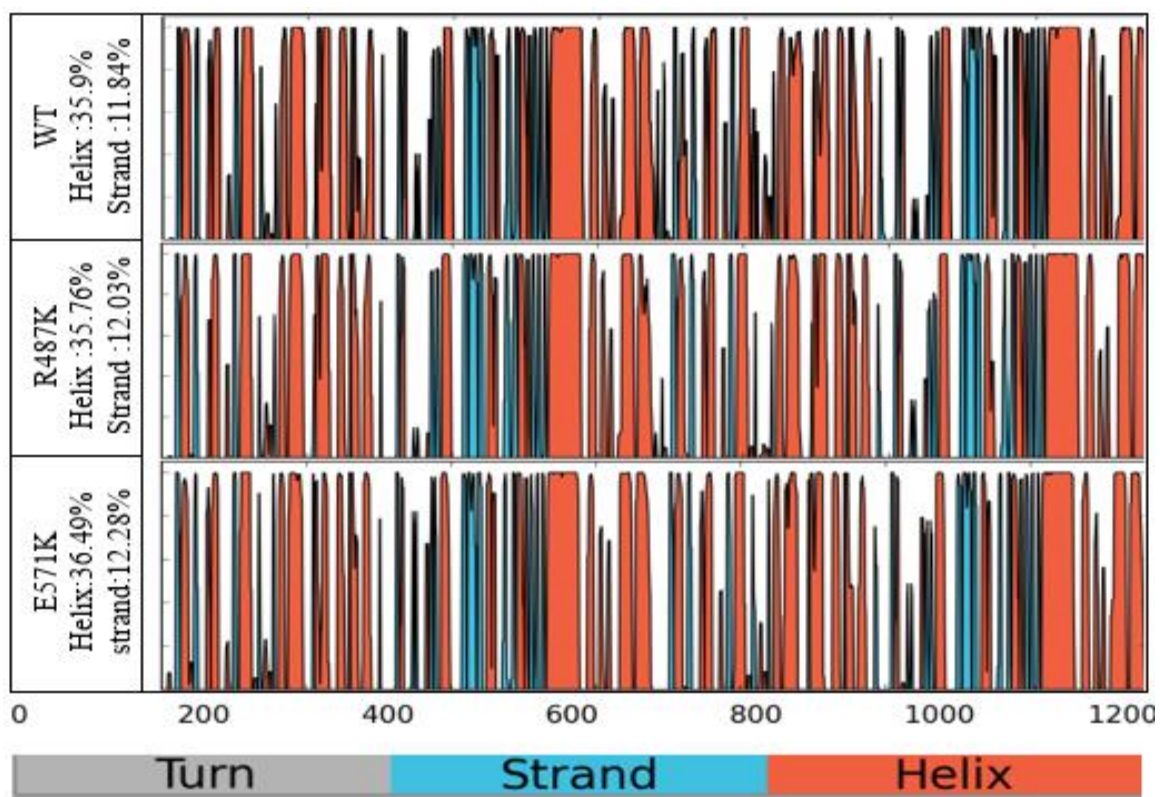 WT
Helix :35.9%
Strand :11.84%
R487K
Helix :35.76%
Strand :12.03%
E571K
Helix:36.49%
strand:12.28%
0 200 400 600 800 1000 1200
Turn Strand Helix